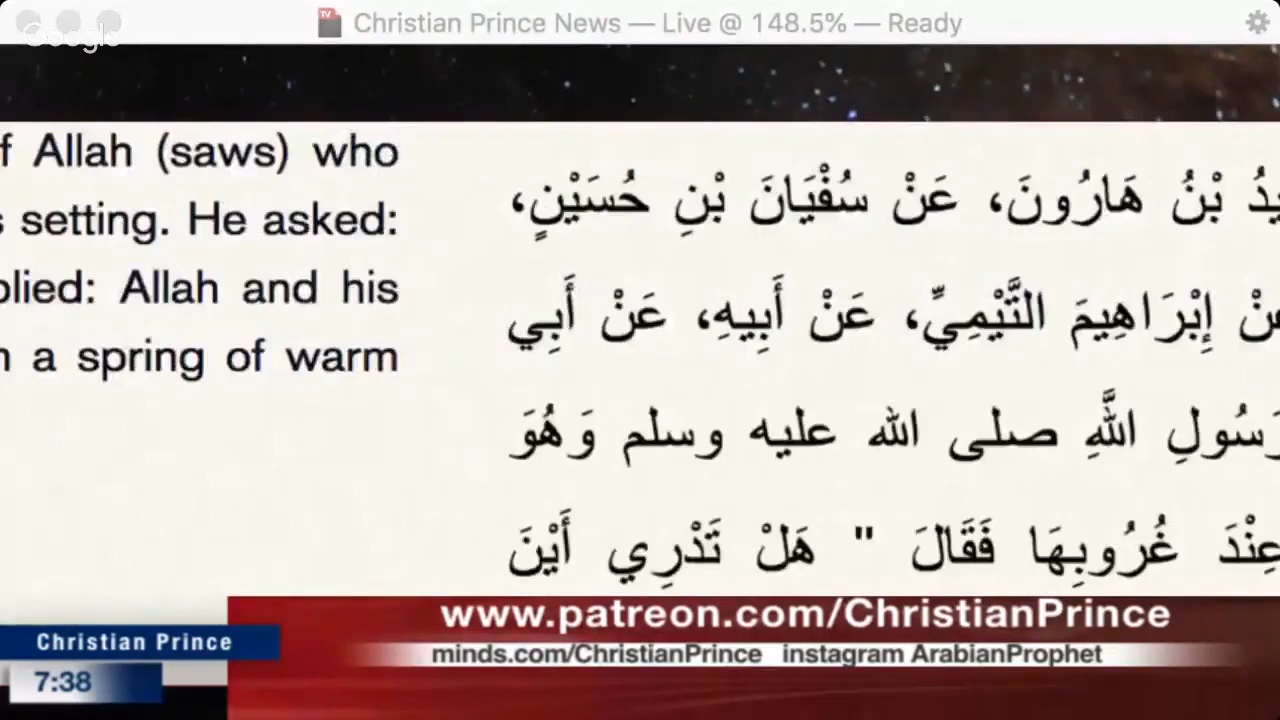 Christian Prince News — Live @ 148.5% — Ready
Google
f Allah (saws) who
s setting. He asked:
plied: Allah and his
n a spring of warm
يدُ بْنُ هَارُونَ، عَنْ سُفْيَانَ بْنِ حُسَيْنٍ،
عَنْ إِبْرَاهِيمَ التَّيْمِيِّ، عَنْ أَبِيهِ، عَنْ أَبِي
رَسُولِ اللَّهِ صلى الله عليه وسلم وَهُوَ
عِنْدَ غُرُوبِهَا فَقَالَ " هَلْ تَدْرِي أَيْنَ
www.patreon.com/ChristianPrince
Christian Prince
minds.com/ChristianPrince instagram ArabianProphet
7:38